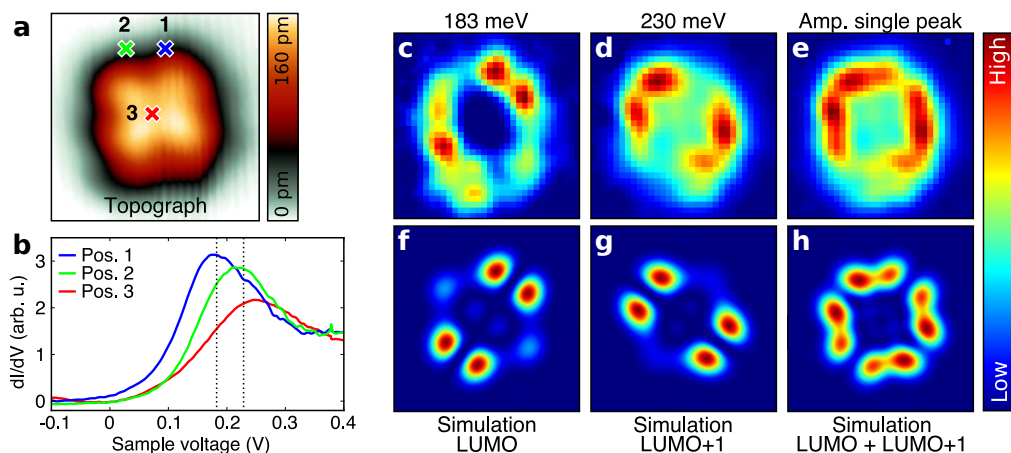 a
2
1
3
Topograph
160 pm
0 pm
b
Pos. 1
Pos. 2
Pos. 3
dI/dV (arb. u.)
3
2
1
0
-0.1 0 0.1 0.2 0.3 0.4
Sample voltage (V)
183 meV
230 meV
Amp. single peak
c
d
e
f
g
h
Simulation
LUMO
Simulation
LUMO+1
Simulation
LUMO + LUMO+1
High
Low